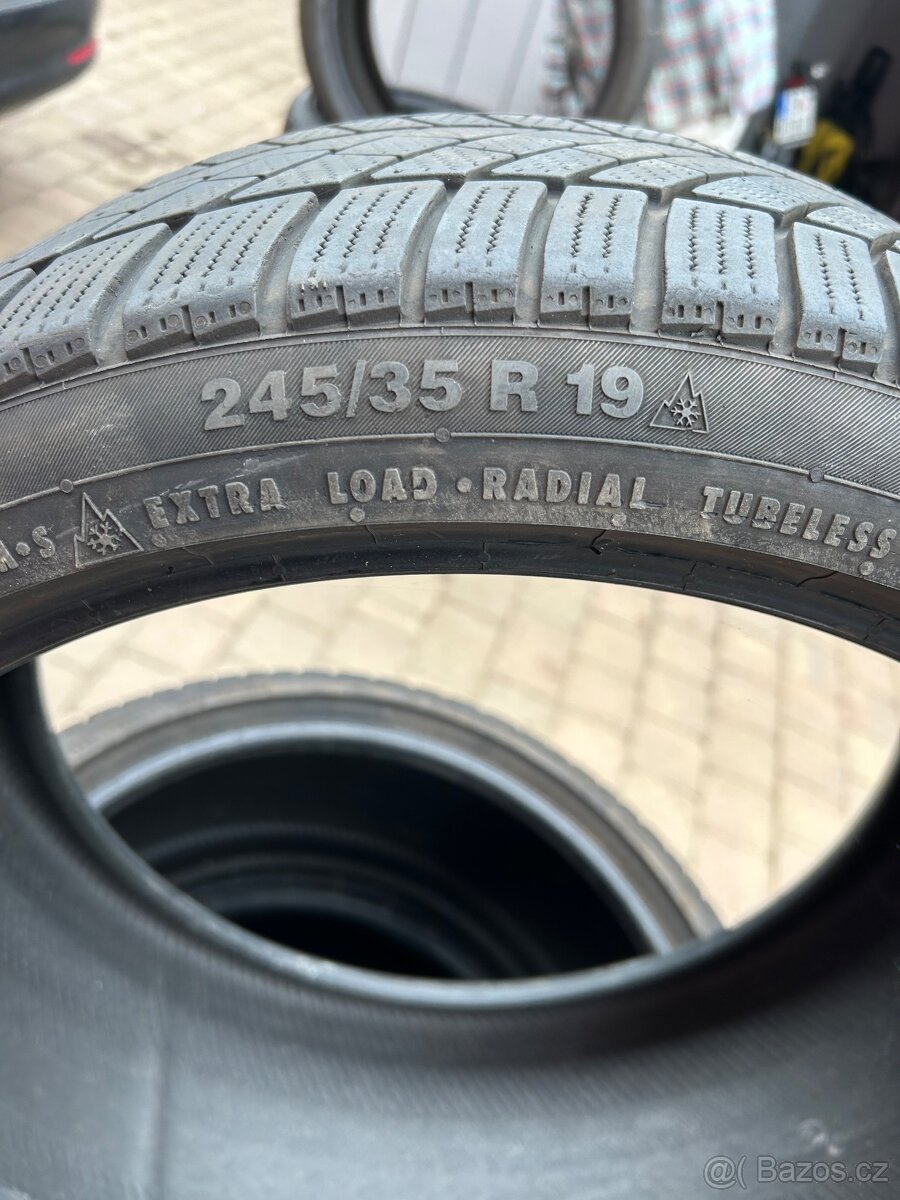 245/35 R 19
M•S EXTRA LOAD • RADIAL TUBELESS
@( Bazos.cz